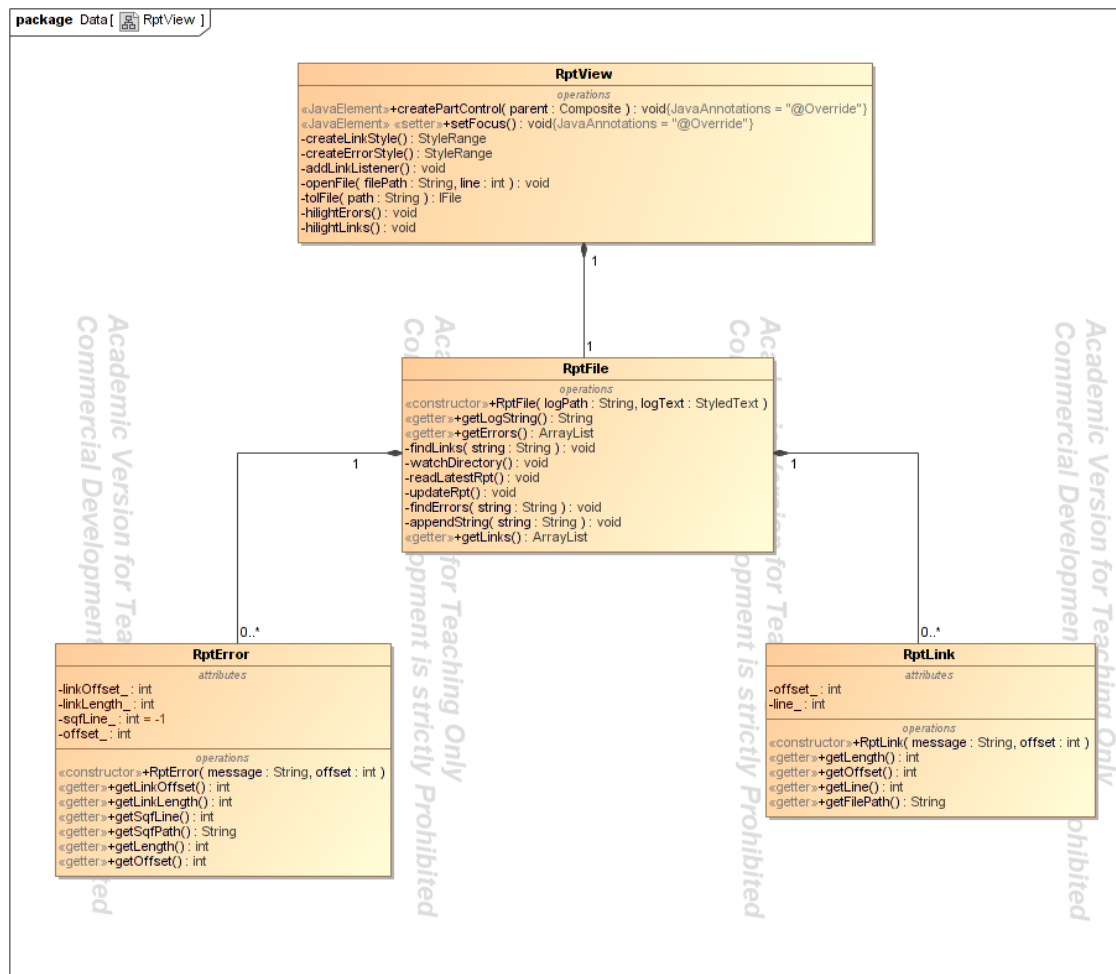 package Data[ RptView ]
RptView
operations
«JavaElement»+createPartControl( parent : Composite ) : void{JavaAnnotations = "@Override"}
«JavaElement» «setter»+setFocus() : void{JavaAnnotations = "@Override"}
-createLinkStyle() : StyleRange
-createErrorStyle() : StyleRange
-addLinkListener() : void
-openFile( filePath : String, line : int ) : void
-toIFile( path : String ) : IFile
-hilightErors() : void
-hilightLinks() : void
1
1
RptFile
operations
«constructor»+RptFile( logPath : String, logText : StyledText )
«getter»+getLogString() : String
«getter»+getErrors() : ArrayList
-findLinks( string : String ) : void
-watchDirectory() : void
-readLatestRpt() : void
-updateRpt() : void
-findErrors( string : String ) : void
-appendString( string : String ) : void
«getter»+getLinks() : ArrayList
1
1
0..*
0..*
RptError
attributes
-linkOffset_ : int
-linkLength_ : int
-sqfLine_ : int = -1
-offset_ : int
operations
«constructor»+RptError( message : String, offset : int )
«getter»+getLinkOffset() : int
«getter»+getLinkLength() : int
«getter»+getSqfLine() : int
«getter»+getSqfPath() : String
«getter»+getLength() : int
«getter»+getOffset() : int
RptLink
attributes
-offset_ : int
-line_ : int
operations
«constructor»+RptLink( message : String, offset : int )
«getter»+getLength() : int
«getter»+getOffset() : int
«getter»+getLine() : int
«getter»+getFilePath() : String
Academic Version for Teaching Only
Commercial Development is strictly Prohibited